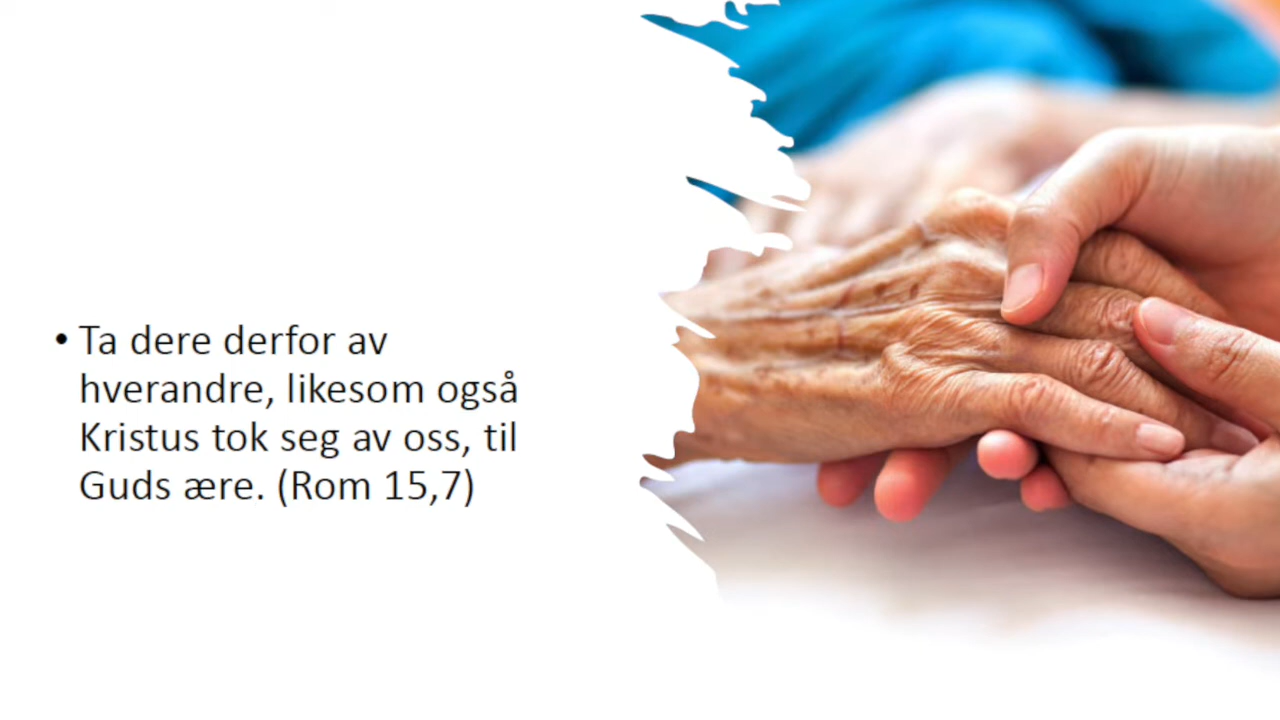 • Ta dere derfor av
hverandre, likesom også
Kristus tok seg av oss, til
Guds ære. (Rom 15,7)